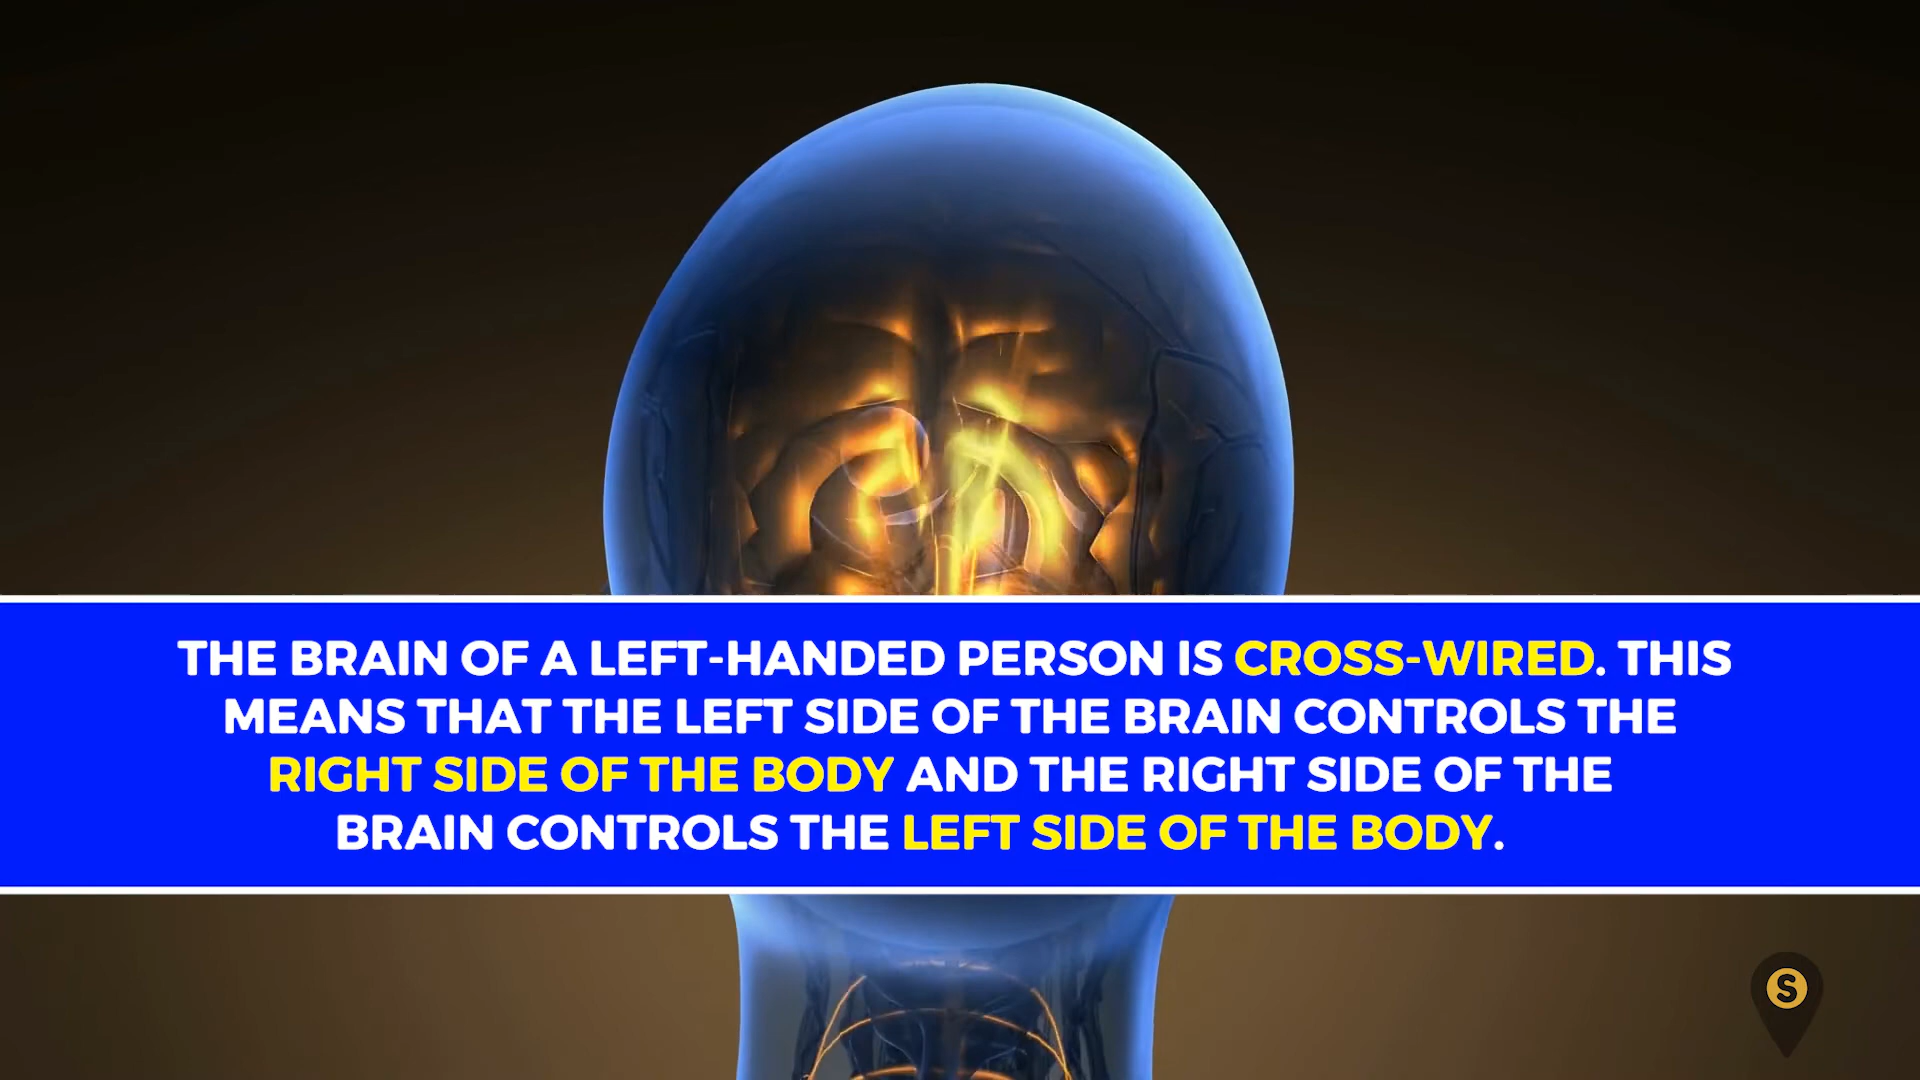 THE BRAIN OF A LEFT-HANDED PERSON IS CROSS-WIRED. THIS
MEANS THAT THE LEFT SIDE OF THE BRAIN CONTROLS THE
RIGHT SIDE OF THE BODY AND THE RIGHT SIDE OF THE
BRAIN CONTROLS THE LEFT SIDE OF THE BODY.
S